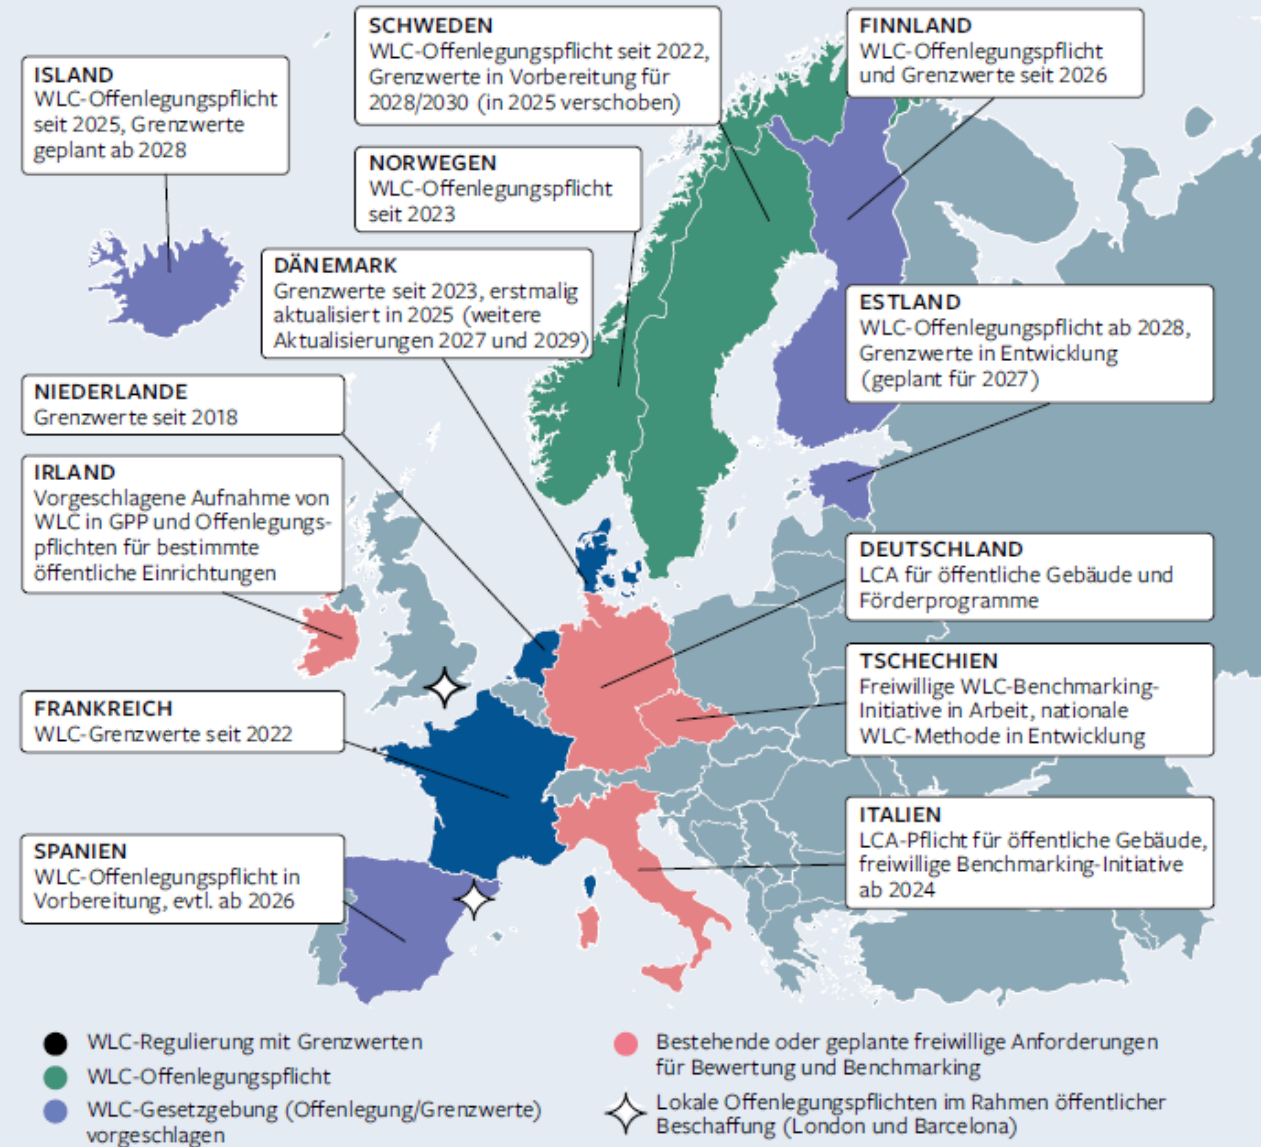 SCHWEDEN
WLC-Offenlegungspflicht seit 2022,
Grenzwerte in Vorbereitung für
2028/2030 (in 2025 verschoben)
FINNLAND
WLC-Offenlegungspflicht
und Grenzwerte seit 2026
ISLAND
WLC-Offenlegungspflicht
seit 2025, Grenzwerte
geplant ab 2028
NORWEGEN
WLC-Offenlegungspflicht
seit 2023
DÄNEMARK
Grenzwerte seit 2023, erstmalig
aktualisiert in 2025 (weitere
Aktualisierungen 2027 und 2029)
ESTLAND
WLC-Offenlegungspflicht ab 2028,
Grenzwerte in Entwicklung
(geplant für 2027)
NIEDERLANDE
Grenzwerte seit 2018
IRLAND
Vorgeschlagene Aufnahme von
WLC in GPP und Offenlegungs-
pflichten für bestimmte
öffentliche Einrichtungen
DEUTSCHLAND
LCA für öffentliche Gebäude und
Förderprogramme
TSCHECHIEN
Freiwillige WLC-Benchmarking-
Initiative in Arbeit, nationale
WLC-Methode in Entwicklung
FRANKREICH
WLC-Grenzwerte seit 2022
ITALIEN
LCA-Pflicht für öffentliche Gebäude,
freiwillige Benchmarking-Initiative
ab 2024
SPANIEN
WLC-Offenlegungspflicht in
Vorbereitung, evtl. ab 2026
WLC-Regulierung mit Grenzwerten
WLC-Offenlegungspflicht
WLC-Gesetzgebung (Offenlegung/Grenzwerte)
vorgeschlagen
Bestehende oder geplante freiwillige Anforderungen
für Bewertung und Benchmarking
Lokale Offenlegungspflichten im Rahmen öffentlicher
Beschaffung (London und Barcelona)